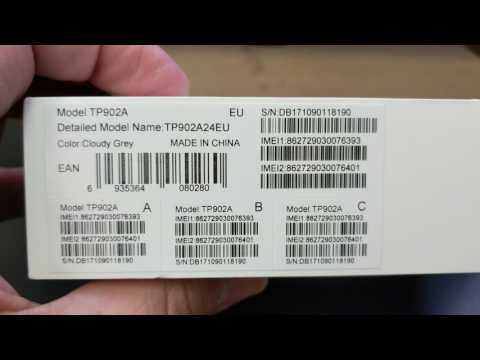 Model TP902A EU
Detailed Model Name:TP902A24EU
Color:Cloudy Grey MADE IN CHINA
EAN
6 935364 080280
S/N:DB171090118190
IMEI1:862729030076393
IMEI2:862729030076401
Model:TP902A A
IMEI1:862729030076393
IMEI2:862729030076401
S/N:DB171090118190
Model:TP902A B
IMEI1:862729030076393
IMEI2:862729030076401
S/N:DB171090118190
Model:TP902A C
IMEI1:862729030076393
IMEI2:862729030076401
S/N:DB171090118190